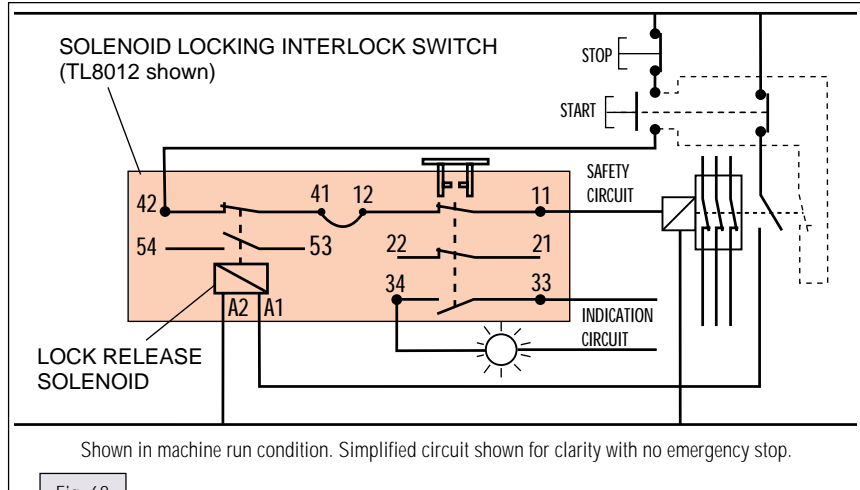 SOLENOID LOCKING INTERLOCK SWITCH
(TL8012 shown)
STOP
START
SAFETY
CIRCUIT
42
41
12
11
54
53
22
21
34
33
A2
A1
INDICATION
CIRCUIT
LOCK RELEASE
SOLENOID
Shown in machine run condition. Simplified circuit shown for clarity with no emergency stop.